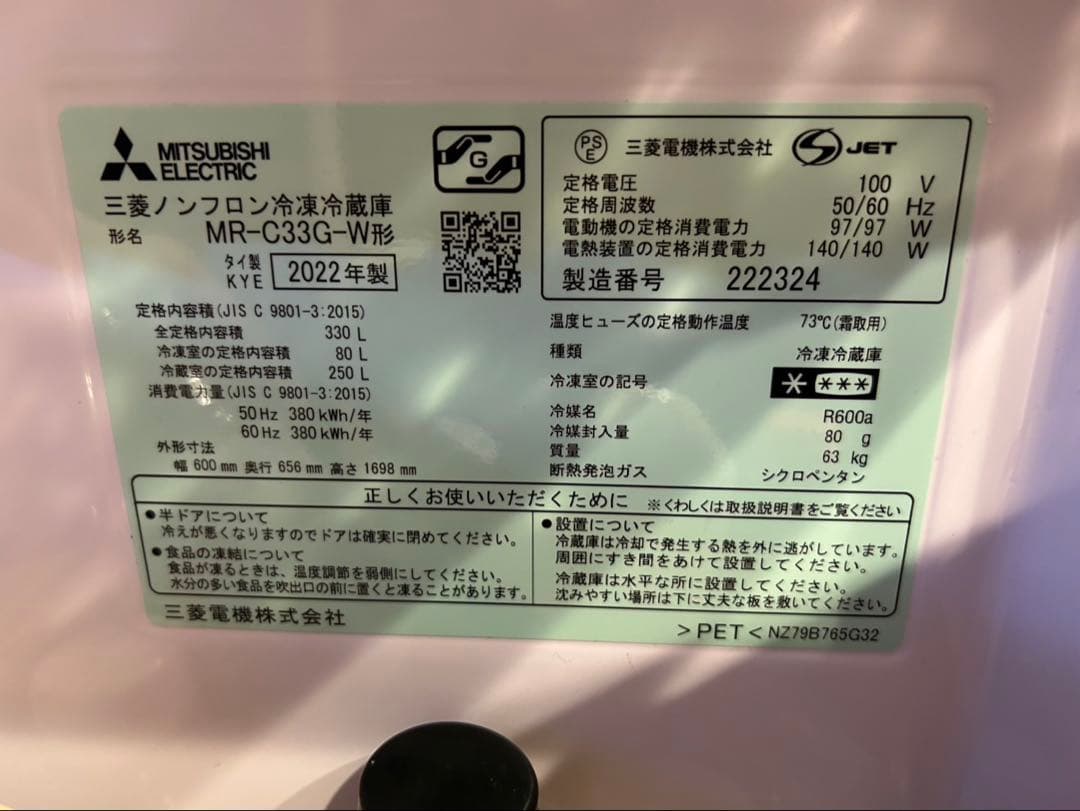 MITSUBISHI
ELECTRIC
G
三菱ノンフロン冷凍冷蔵庫
形名 MR-C33G-W形
タイ製
KYE 2022年製
定格内容積(JIS C 9801-3:2015)
全定格内容積 330 L
冷凍室の定格内容積 80 L
冷蔵室の定格内容積 250 L
消費電力量(JIS C 9801-3:2015)
50 Hz 380 kWh/年
60 Hz 380 kWh/年
外形寸法
幅 600 mm 奥行 656 mm 高さ 1698 mm
PSE 三菱電機株式会社 JET
定格電圧 100 V
定格周波数 50/60 Hz
電動機の定格消費電力 97/97 W
電熱装置の定格消費電力 140/140 W
製造番号 222324
温度ヒューズの定格動作温度 73℃(霜取用)
種類 冷凍冷蔵庫
冷凍室の記号
冷媒名 R600a
冷媒封入量 80 g
質量 63 kg
断熱発泡ガス シクロペンタン
正しくお使いいただくために ※くわしくは取扱説明書をご覧ください
●半ドアについて
冷えが悪くなりますのでドアは確実に閉めてください。
●食品の凍結について
食品が凍るときは、温度調節を弱側にしてください。
水分の多い食品を吹出口の前に置くと凍ることがあります。
●設置について
冷蔵庫は冷却で発生する熱を外に逃がしています。
周囲にすき間をあけて設置してください。
冷蔵庫は水平な所に設置してください。
沈みやすい場所は下に丈夫な板を敷いてください。
三菱電機株式会社
>PET< NZ79B765G32